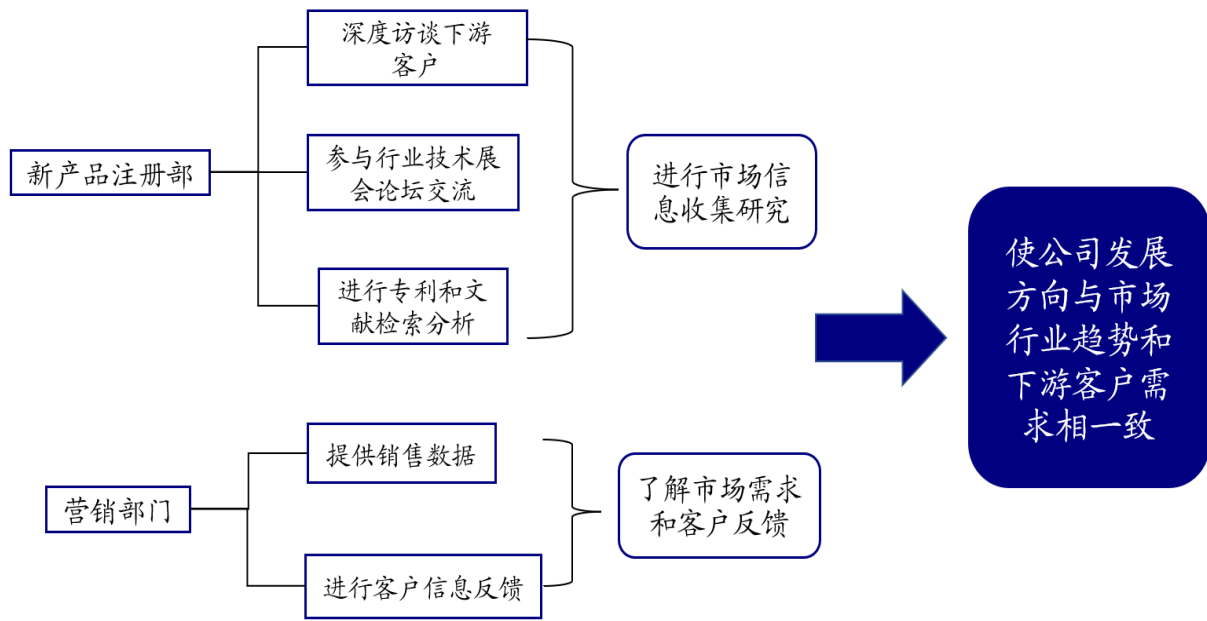 新产品注册部
深度访谈下游
客户
参与行业技术展
会论坛交流
进行专利和文
献检索分析
进行市场信
息收集研究
营销部门
提供销售数据
进行客户信息反馈
了解市场需求
和客户反馈
使公司发展
方向与市场
行业趋势和
下游客户需
求相一致